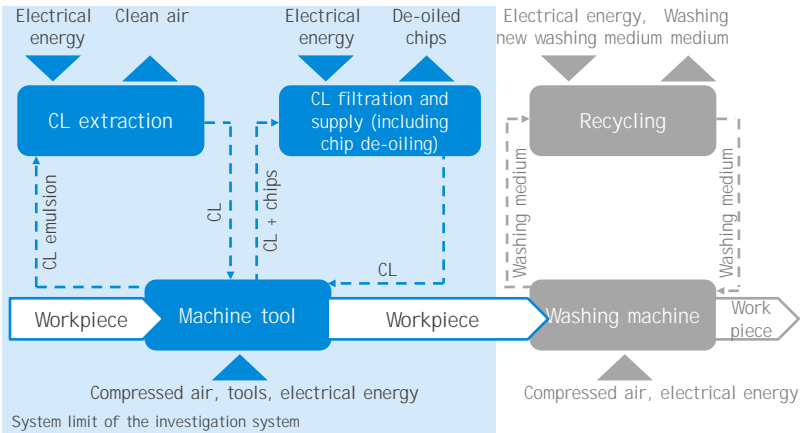 Electrical
energy
Clean air
Electrical
energy
De-oiled
chips
Electrical energy,
new washing medium
Washing
medium
CL extraction
CL filtration and
supply (including
chip de-oiling)
Recycling
CL emulsion
CL
CL + chips
CL
Washing medium
Washing medium
Workpiece
Machine tool
Workpiece
Washing machine
Work
piece
Compressed air, tools, electrical energy
Compressed air, electrical energy
System limit of the investigation system